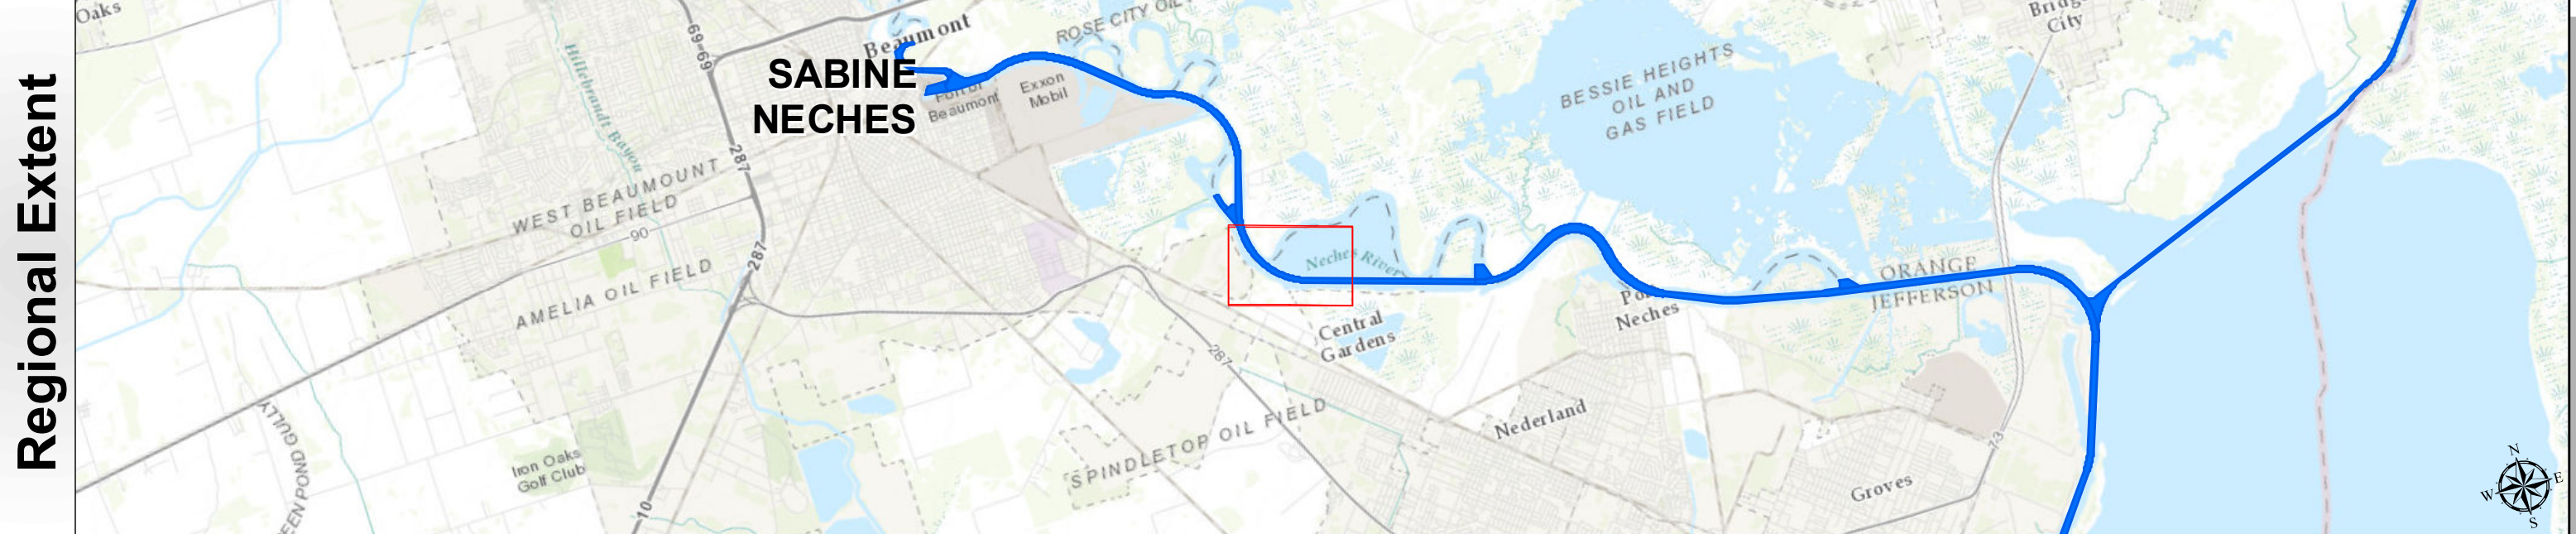 Regional Extent
Oaks
Hillebrandt Bayou
69-69
Beaumont
ROSE CITY OIL
SABINE
NECHES
Port of
Beaumont
Exxon
Mobil
BESSIE HEIGHTS
OIL AND
GAS FIELD
Bridge
City
287
WEST BEAUMOUNT
OIL FIELD
90
287
AMELIA OIL FIELD
Neches River
Central
Gardens
Port
Neches
ORANGE
JEFFERSON
287
SPINDLETOP OIL FIELD
Nederland
73
Groves
Iron Oaks
Golf Club
EEN POND GULLY
10
N
W
E
S